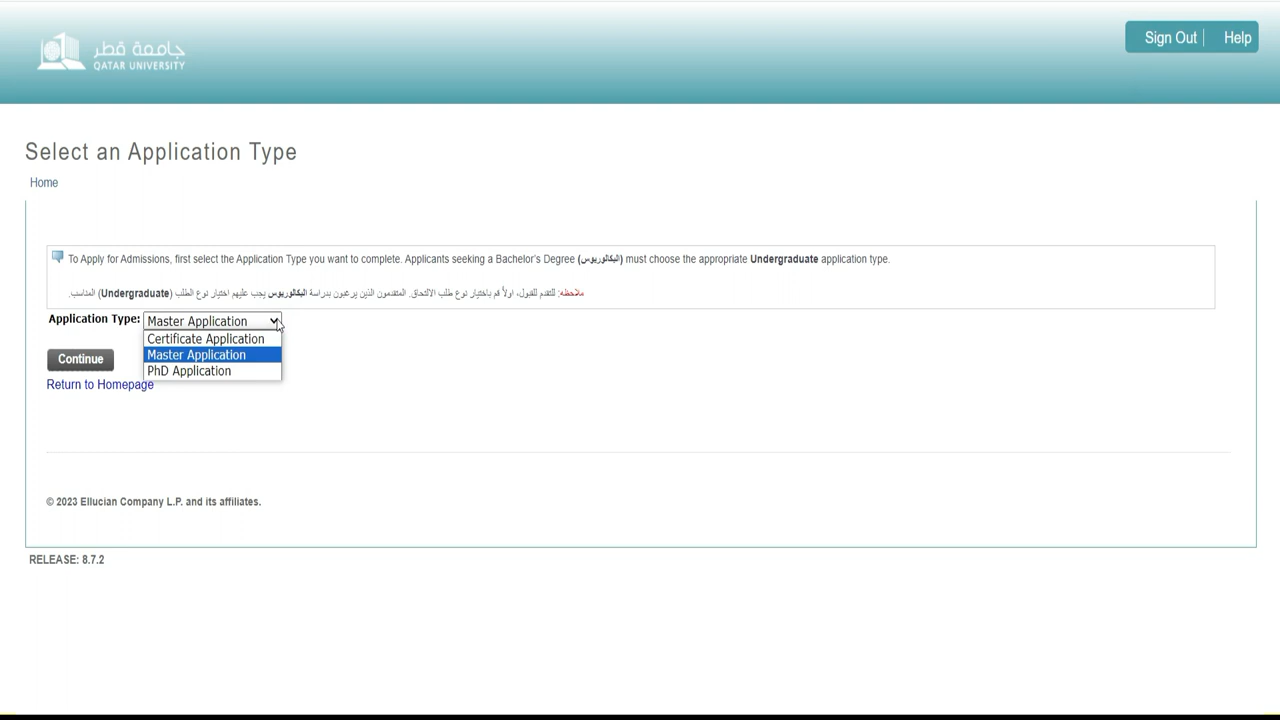 جامعة قطر
QATAR UNIVERSITY
Sign Out
Help
Select an Application Type
Home
To Apply for Admissions, first select the Application Type you want to complete. Applicants seeking a Bachelor's Degree (البكالوريوس) must choose the appropriate Undergraduate application type.
ملاحظه: للتقدم للقبول، اولاً قم باختيار نوع طلب الالتحاق. المتقدمون الذين يرغبون بدراسة البكالوريوس يجب عليهم اختيار نوع الطلب (Undergraduate) المناسب.
Application Type: Master Application
Certificate Application
Master Application
PhD Application
Continue
Return to Homepage
© 2023 Ellucian Company L.P. and its affiliates.
RELEASE: 8.7.2